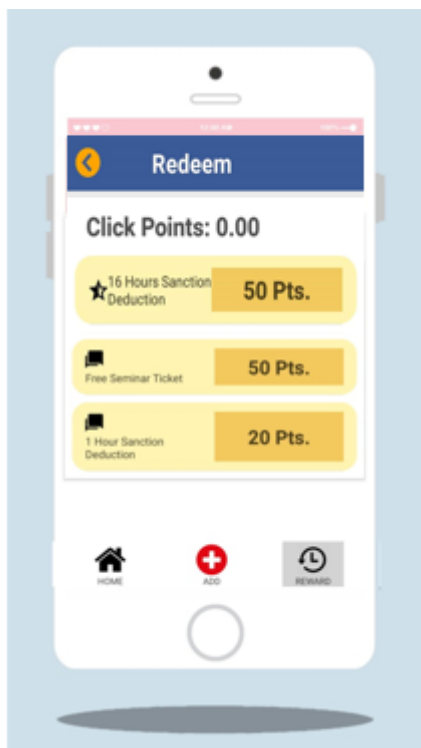 Redeem
Click Points: 0.00
16 Hours Sanction
Deduction
50 Pts.
Free Seminar Ticket
50 Pts.
1 Hour Sanction
Deduction
20 Pts.
HOME
ADD
REWARD